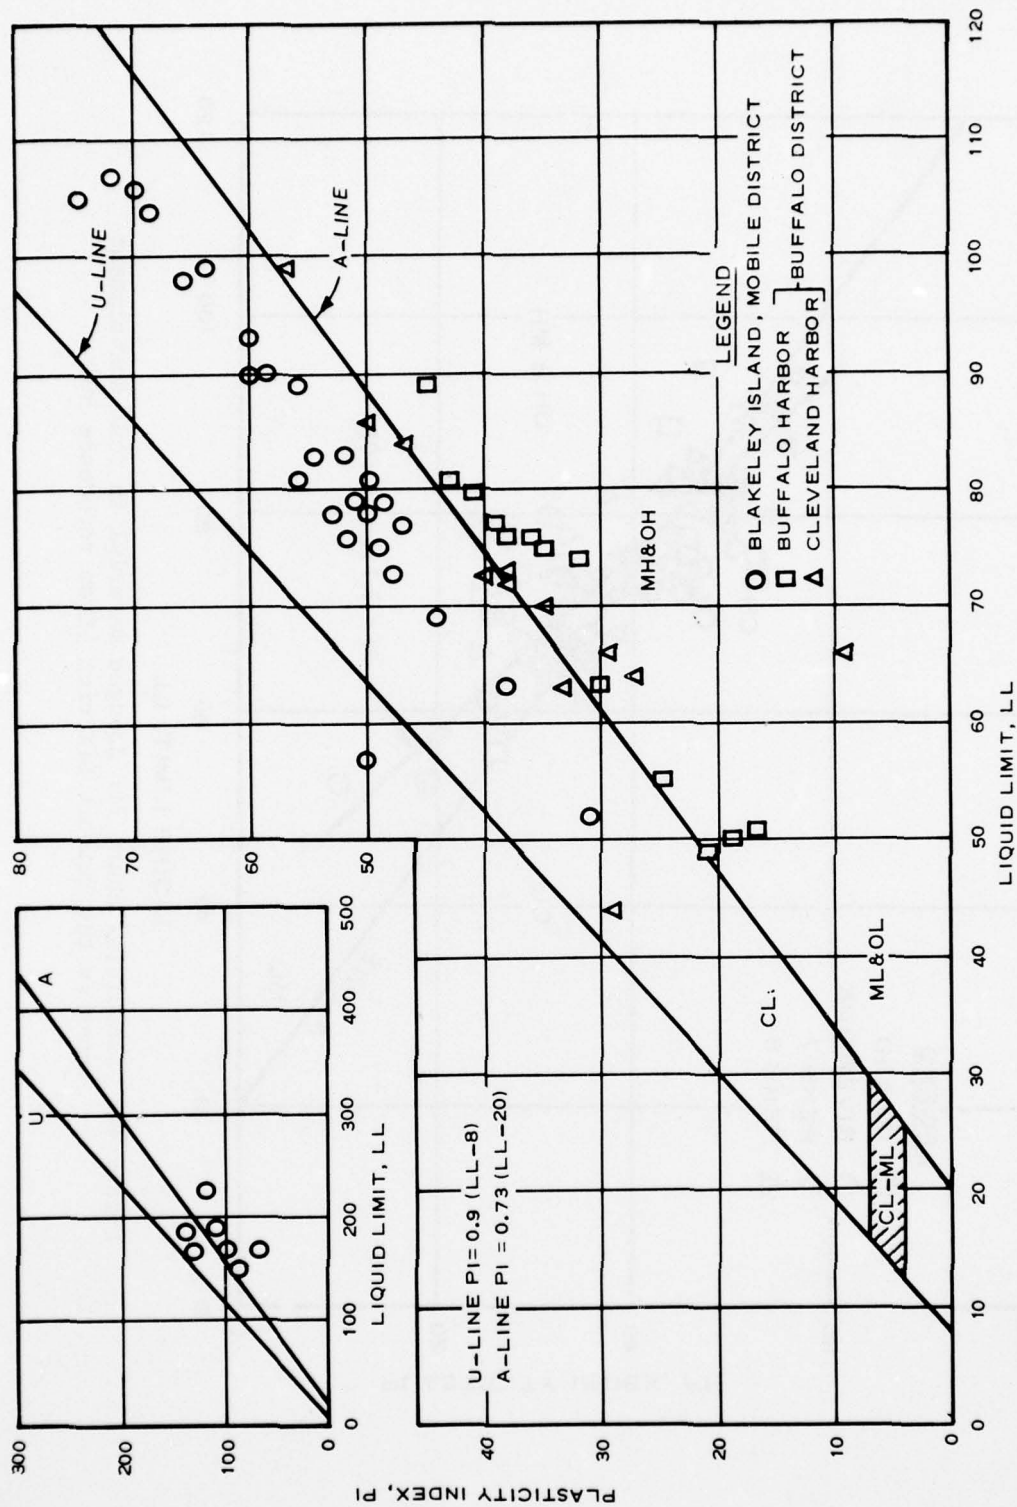 PLASTICITY INDEX, PI
300
200
100
0
U
A
0
100
200
300
400
500
LIQUID LIMIT, LL
80
70
60
50
40
30
20
10
0
U-LINE PI = 0.9 (LL-8)
A-LINE PI = 0.73 (LL-20)
U-LINE
A-LINE
CL
CL-ML
ML&OL
MH&OH
LEGEND
BLAKELEY ISLAND, MOBILE DISTRICT
BUFFALO HARBOR
CLEVELAND HARBOR
BUFFALO DISTRICT
0
10
20
30
40
50
60
70
80
90
100
110
120
LIQUID LIMIT, LL